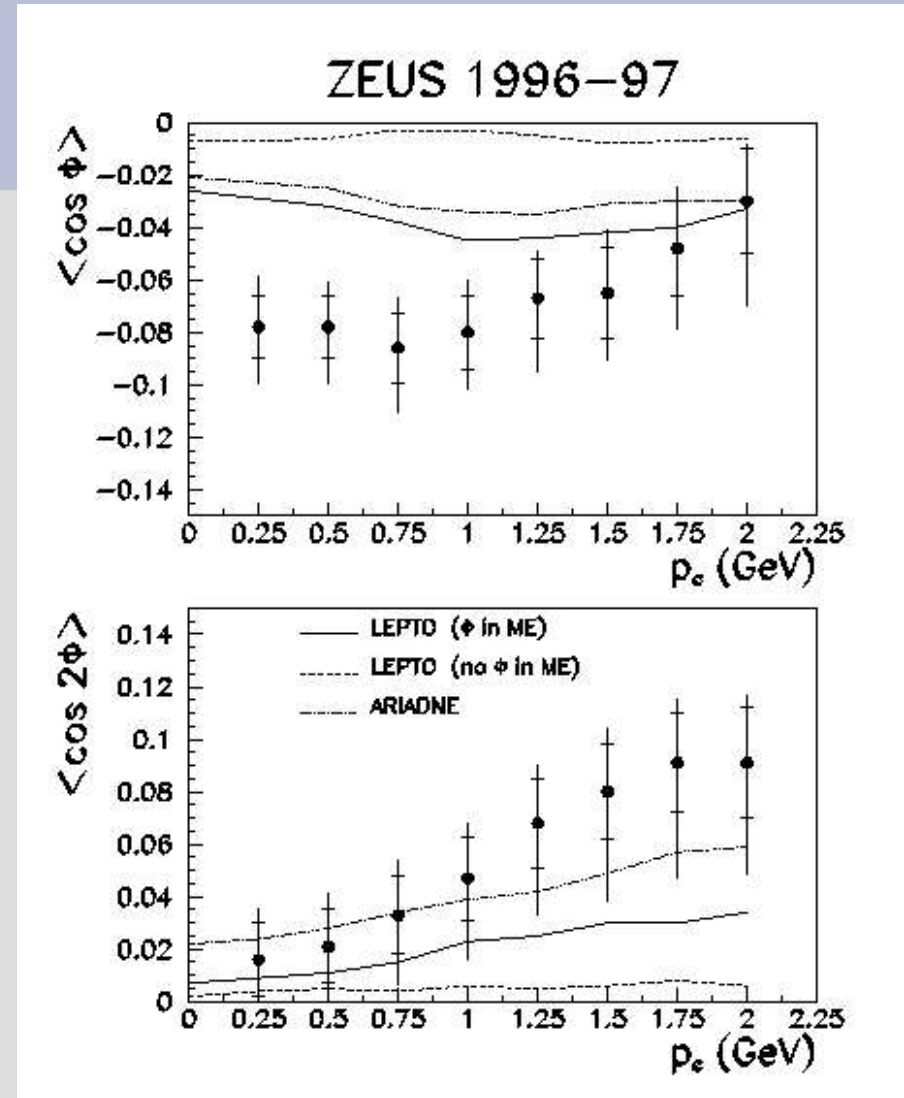 ZEUS 1996–97
<cos Φ>
0
−0.02
−0.04
−0.06
−0.08
−0.1
−0.12
−0.14
0 0.25 0.5 0.75 1 1.25 1.5 1.75 2 2.25
p_c (GeV)
<cos 2Φ>
0.14
0.12
0.1
0.08
0.06
0.04
0.02
0
LEPTO (Φ in ME)
LEPTO (no Φ in ME)
ARIADNE
0 0.25 0.5 0.75 1 1.25 1.5 1.75 2 2.25
p_c (GeV)